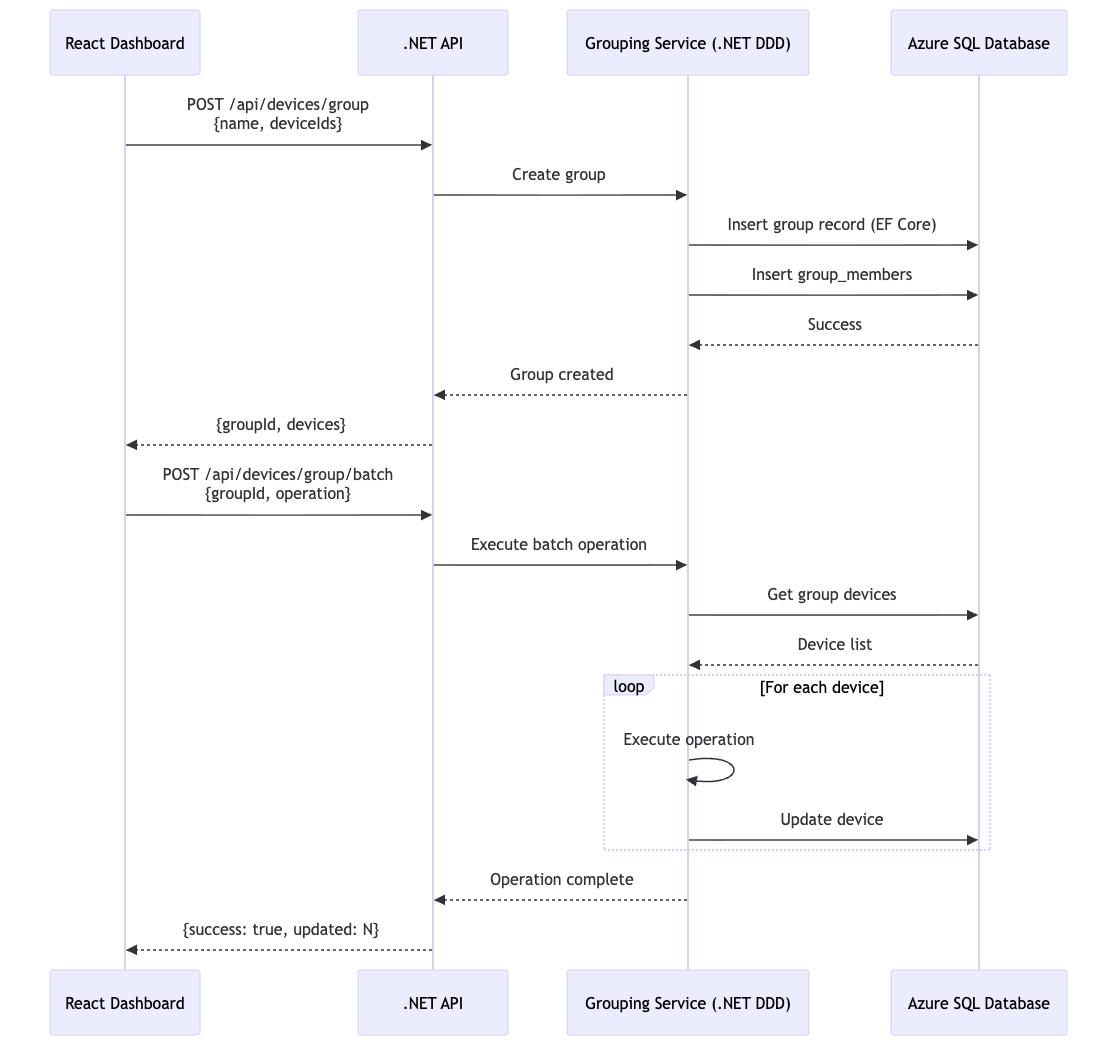 React Dashboard
.NET API
Grouping Service (.NET DDD)
Azure SQL Database
POST /api/devices/group
{name, deviceIds}
Create group
Insert group record (EF Core)
Insert group_members
Success
Group created
{groupId, devices}
POST /api/devices/group/batch
{groupId, operation}
Execute batch operation
Get group devices
Device list
loop
[For each device]
Execute operation
Update device
Operation complete
{success: true, updated: N}
React Dashboard
.NET API
Grouping Service (.NET DDD)
Azure SQL Database